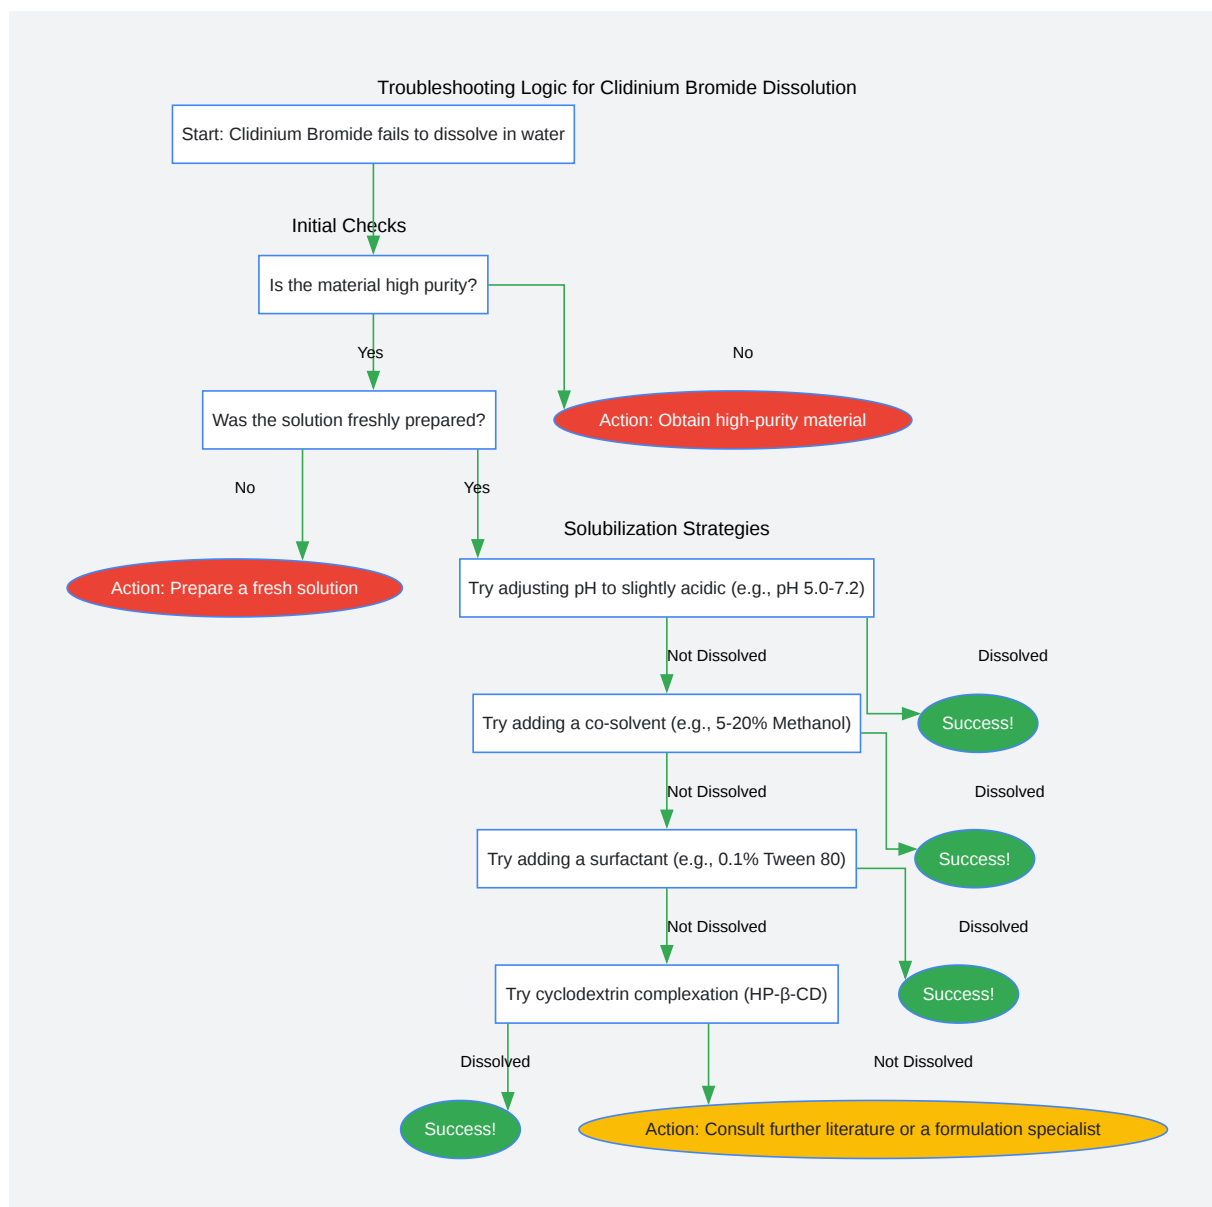 Troubleshooting Logic for Clidinium Bromide Dissolution
Start: Clidinium Bromide fails to dissolve in water
Initial Checks
Is the material high purity?
Yes
No
Was the solution freshly prepared?
Action: Obtain high-purity material
No
Yes
Solubilization Strategies
Action: Prepare a fresh solution
Try adjusting pH to slightly acidic (e.g., pH 5.0-7.2)
Not Dissolved
Dissolved
Try adding a co-solvent (e.g., 5-20% Methanol)
Success!
Not Dissolved
Dissolved
Try adding a surfactant (e.g., 0.1% Tween 80)
Success!
Not Dissolved
Dissolved
Try cyclodextrin complexation (HP-β-CD)
Success!
Dissolved
Not Dissolved
Success!
Action: Consult further literature or a formulation specialist